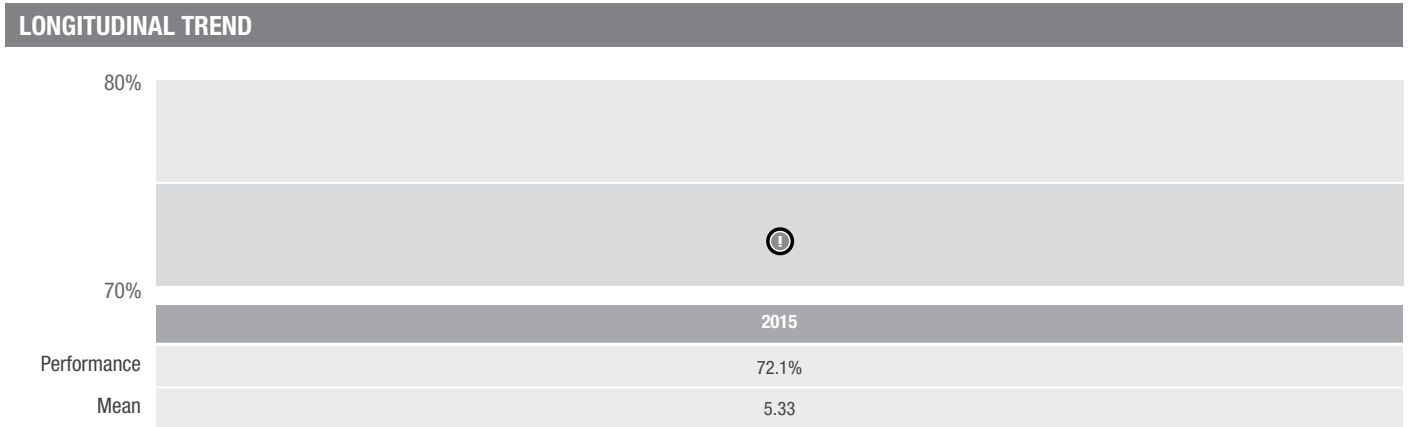 LONGITUDINAL TREND
80%
!
70%
2015
Performance 72.1%
Mean 5.33